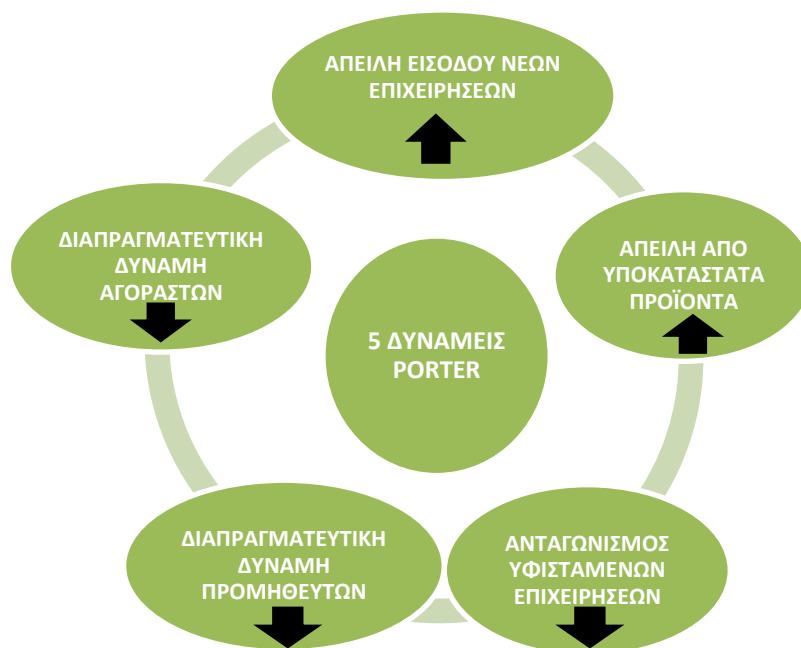 ΑΠΕΙΛΗ ΕΙΣΟΔΟΥ ΝΕΩΝ
ΕΠΙΧΕΙΡΗΣΕΩΝ
ΔΙΑΠΡΑΓΜΑΤΕΥΤΙΚΗ
ΔΥΝΑΜΗ
ΑΓΟΡΑΣΤΩΝ
ΑΠΕΙΛΗ ΑΠΟ
ΥΠΟΚΑΤΑΣΤΑΤΑ
ΠΡΟΪΟΝΤΑ
5 ΔΥΝΑΜΕΙΣ
PORTER
ΔΙΑΠΡΑΓΜΑΤΕΥΤΙΚΗ
ΔΥΝΑΜΗ
ΠΡΟΜΗΘΕΥΤΩΝ
ΑΝΤΑΓΩΝΙΣΜΟΣ
ΥΦΙΣΤΑΜΕΝΩΝ
ΕΠΙΧΕΙΡΗΣΕΩΝ